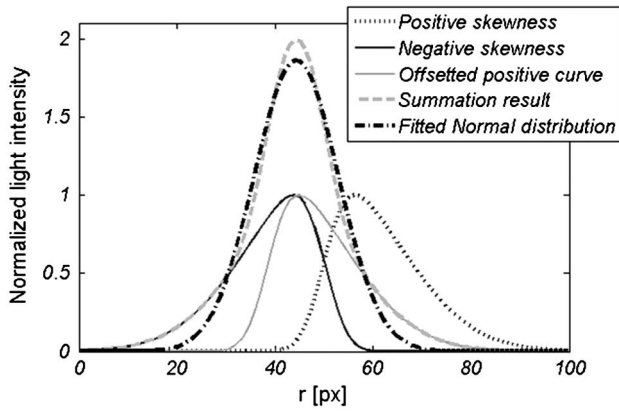 Positive skewness
Negative skewness
Offsetted positive curve
Summation result
Fitted Normal distribution
Normalized light intensity
2
1.5
1
0.5
0
0 20 40 60 80 100
r [px]